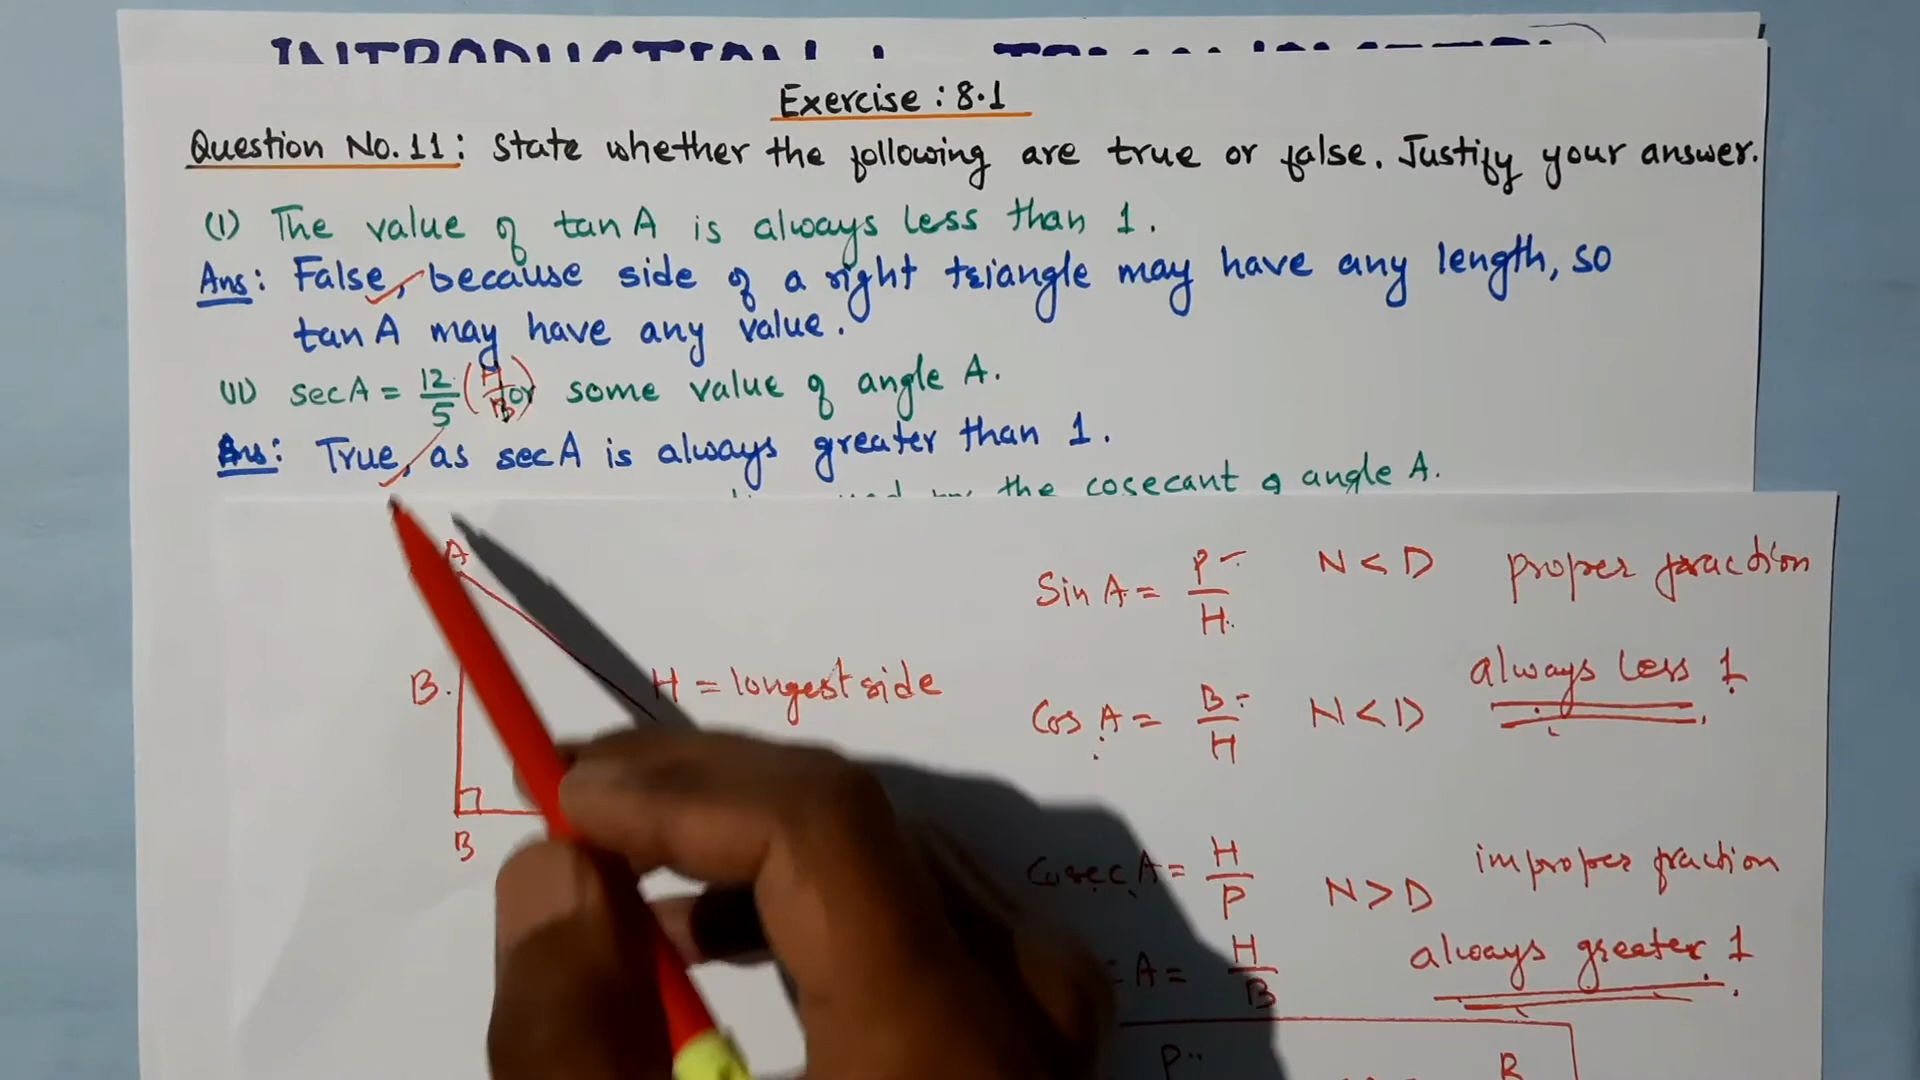 Exercise : 8.1
Question No. 11 : State whether the following are true or false. Justify your answer.
(I) The value of tan A is always less than 1.
Ans : False, because side of a right triangle may have any length, so
tan A may have any value.
(II) sec A = 12/5 (H/B) for some value of angle A.
Ans : True, as sec A is always greater than 1.
the cosecant of angle A.
A
B.
B
H = longest side
Sin A = P/H N < D proper fraction
always less 1
Cos A = B/H N < D
Cosec A = H/P N > D improper fraction
A = H/B always greater 1
P
B